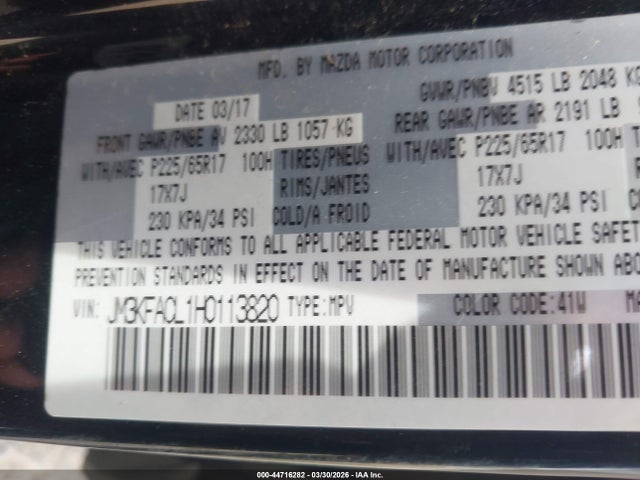 MFD. BY MAZDA MOTOR CORPORATION
DATE 03/17 GVWR/PNBV 4515 LB 2048 KG
FRONT GAWR/PNBE AV 2330 LB 1057 KG REAR GAWR/PNBE AR 2191 LB
WITH/AVEC P225/65R17 100H TIRES/PNEUS WITH/AVEC P225/65R17 100H
17X7J RIMS/JANTES 17X7J
230 KPA/34 PSI COLD/A FROID 230 KPA/34 PSI
THIS VEHICLE CONFORMS TO ALL APPLICABLE FEDERAL MOTOR VEHICLE SAFET
PREVENTION STANDARDS IN EFFECT ON THE DATE OF MANUFACTURE SHOWN ABO
VIN: JM3KFACL1H0113820 TYPE:MPV COLOR CODE:41W MA
000-44716282 - 03/30/2026 - IAA Inc.